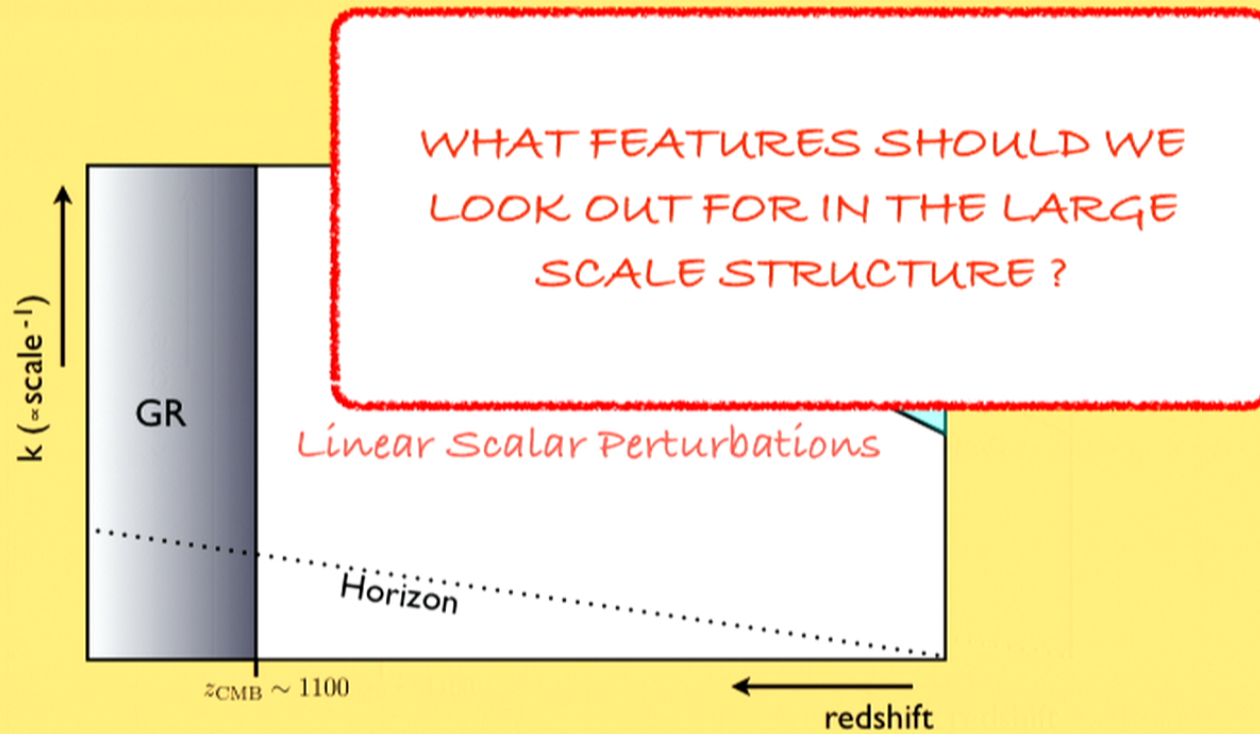 WHAT FEATURES SHOULD WE
LOOK OUT FOR IN THE LARGE
SCALE STRUCTURE ?
k (∝scale⁻¹)
GR
Linear Scalar Perturbations
Horizon
z_CMB ∼ 1100
redshift